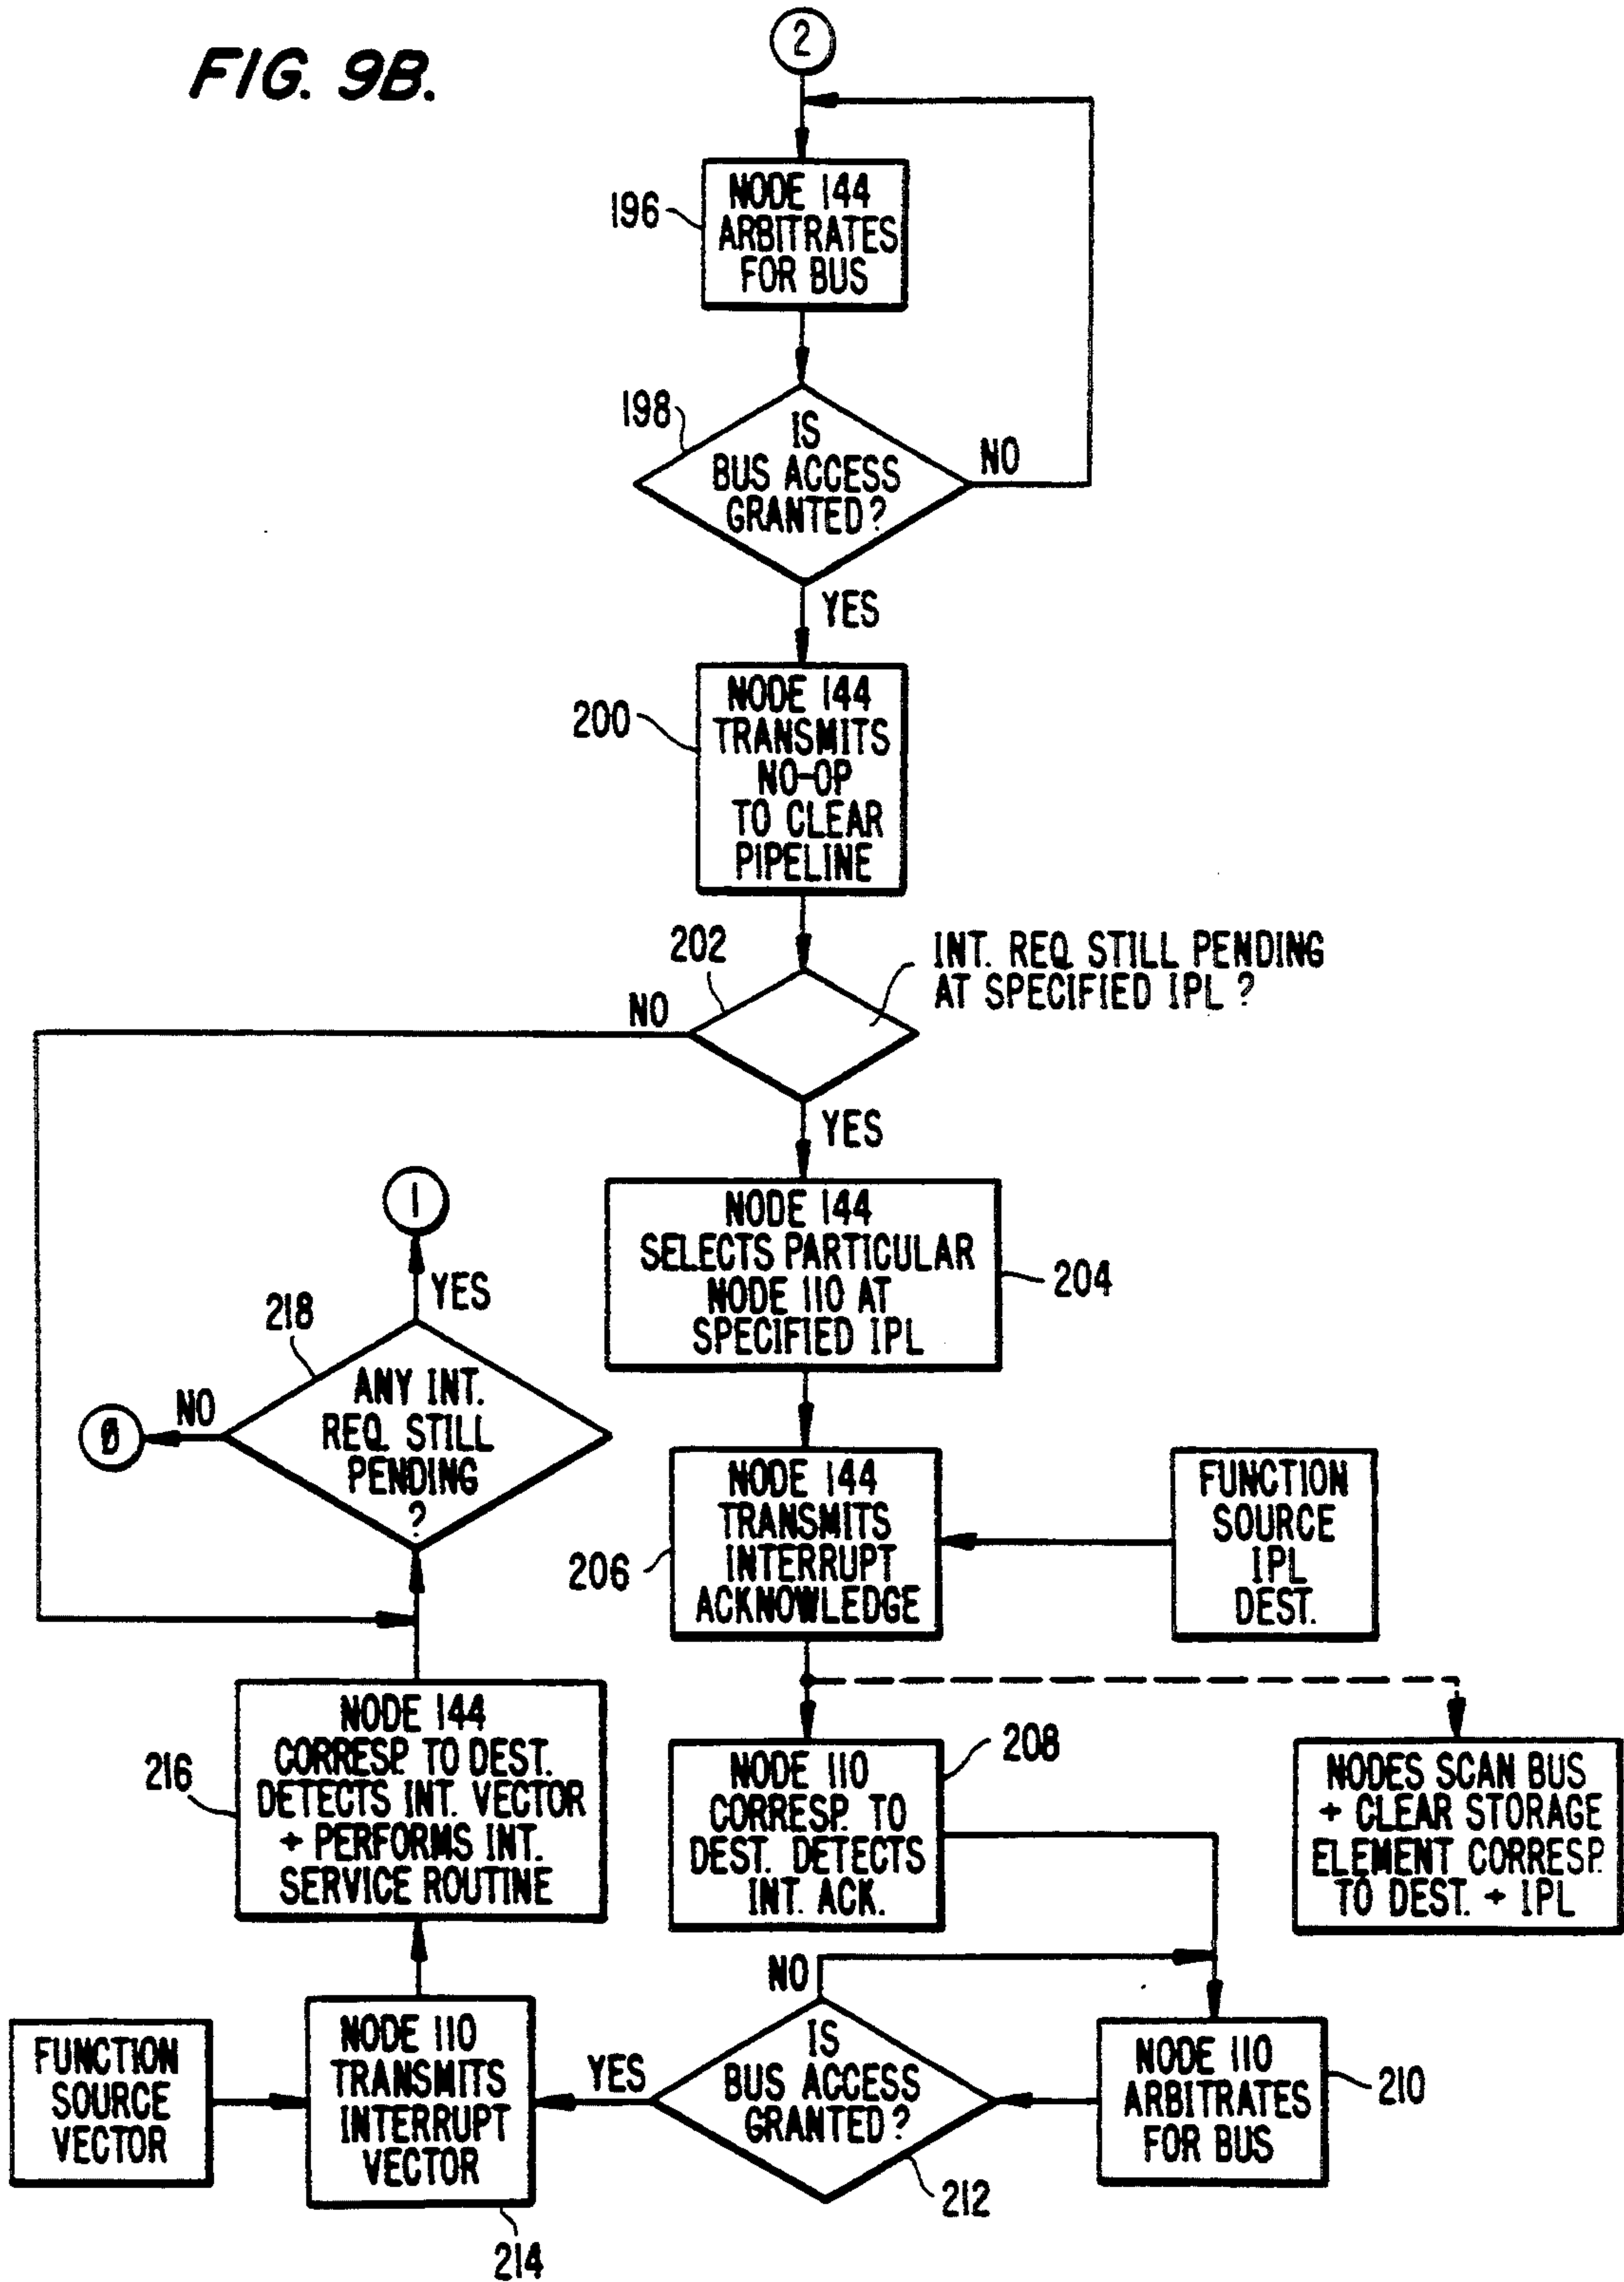 FIG. 9B.
2
196
NODE 144
ARBITRATES
FOR BUS
198
IS
BUS ACCESS
GRANTED?
NO
YES
200
NODE 144
TRANSMITS
NO-OP
TO CLEAR
PIPELINE
202
INT. REQ. STILL PENDING
AT SPECIFIED IPL ?
NO
YES
NODE 144
SELECTS PARTICULAR
NODE 110 AT
SPECIFIED IPL
204
1
YES
218
ANY INT.
REQ. STILL
PENDING
?
NO
0
206
NODE 144
TRANSMITS
INTERRUPT
ACKNOWLEDGE
FUNCTION
SOURCE
IPL
DEST.
216
NODE 144
CORRESP. TO DEST.
DETECTS INT. VECTOR
+ PERFORMS INT.
SERVICE ROUTINE
208
NODE 110
CORRESP. TO
DEST. DETECTS
INT. ACK.
NODES SCAN BUS
+ CLEAR STORAGE
ELEMENT CORRESP.
TO DEST. + IPL
FUNCTION
SOURCE
VECTOR
NODE 110
TRANSMITS
INTERRUPT
VECTOR
214
YES
NO
IS
BUS ACCESS
GRANTED?
212
NODE 110
ARBITRATES
FOR BUS
210